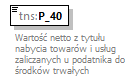 tns:P_40
Wartość netto z tytułu
nabycia towarów i usług
zaliczanych u podatnika do
środków trwałych